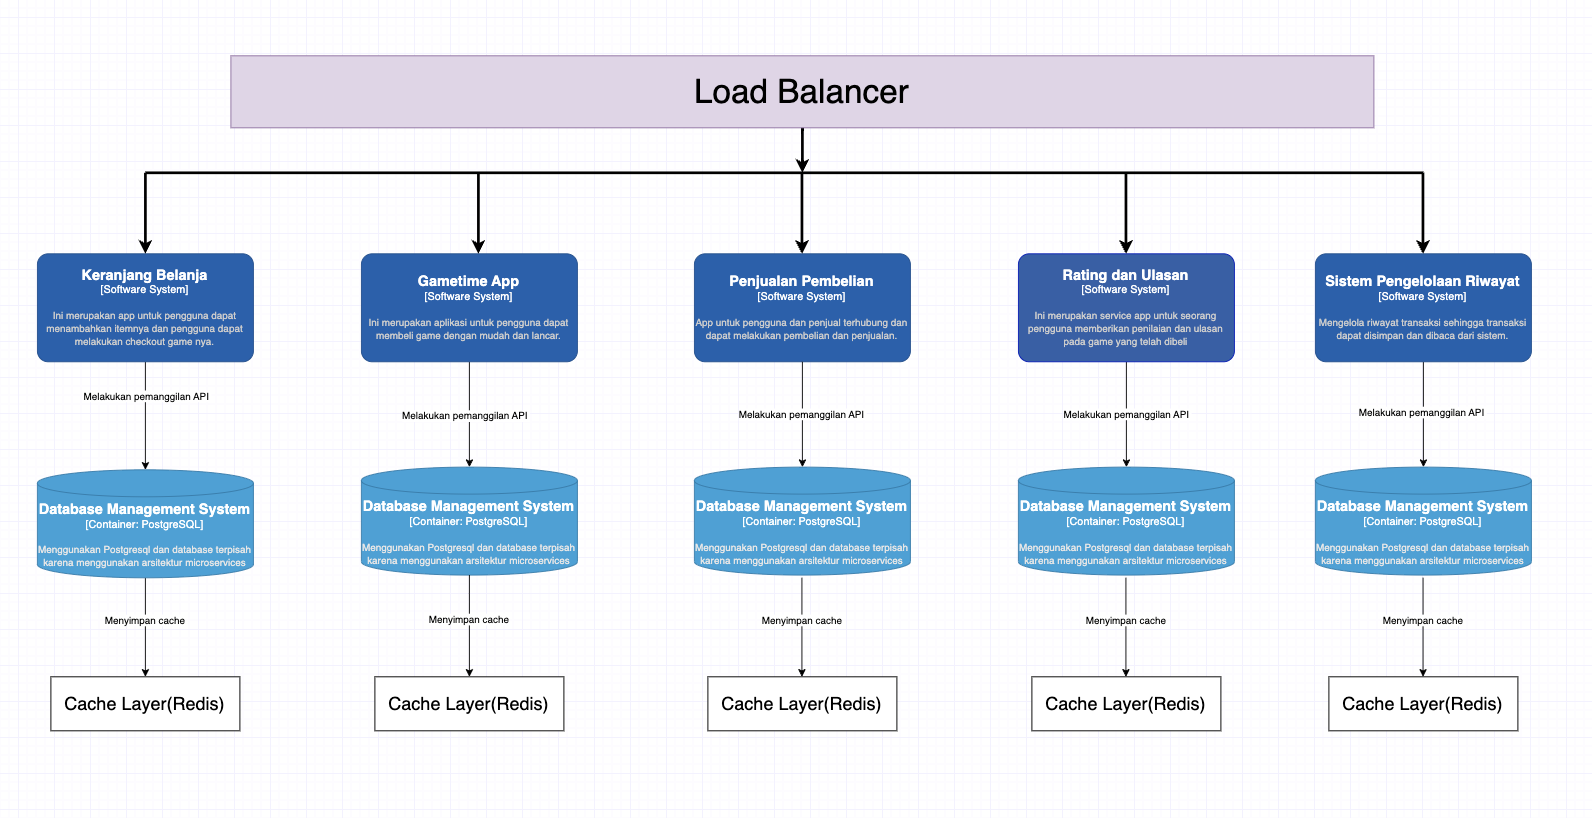 Load Balancer
Keranjang Belanja
[Software System]
Ini merupakan app untuk pengguna dapat
menambahkan itemnya dan pengguna dapat
melakukan checkout game nya.
Gametime App
[Software System]
Ini merupakan aplikasi untuk pengguna dapat
membeli game dengan mudah dan lancar.
Penjualan Pembelian
[Software System]
App untuk pengguna dan penjual terhubung dan
dapat melakukan pembelian dan penjualan.
Rating dan Ulasan
[Software System]
Ini merupakan service app untuk seorang
pengguna memberikan penilaian dan ulasan
pada game yang telah dibeli
Sistem Pengelolaan Riwayat
[Software System]
Mengelola riwayat transaksi sehingga transaksi
dapat disimpan dan dibaca dari sistem.
Melakukan pemanggilan API
Melakukan pemanggilan API
Melakukan pemanggilan API
Melakukan pemanggilan API
Melakukan pemanggilan API
Database Management System
[Container: PostgreSQL]
Menggunakan Postgresql dan database terpisah
karena menggunakan arsitektur microservices
Database Management System
[Container: PostgreSQL]
Menggunakan Postgresql dan database terpisah
karena menggunakan arsitektur microservices
Database Management System
[Container: PostgreSQL]
Menggunakan Postgresql dan database terpisah
karena menggunakan arsitektur microservices
Database Management System
[Container: PostgreSQL]
Menggunakan Postgresql dan database terpisah
karena menggunakan arsitektur microservices
Database Management System
[Container: PostgreSQL]
Menggunakan Postgresql dan database terpisah
karena menggunakan arsitektur microservices
Menyimpan cache
Menyimpan cache
Menyimpan cache
Menyimpan cache
Menyimpan cache
Cache Layer(Redis)
Cache Layer(Redis)
Cache Layer(Redis)
Cache Layer(Redis)
Cache Layer(Redis)